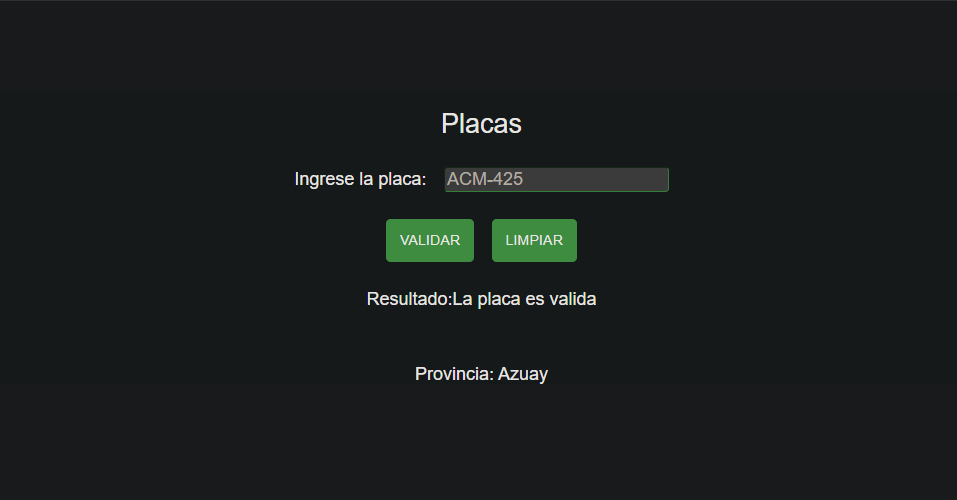 Placas
Ingrese la placa: ACM-425
VALIDAR LIMPIAR
Resultado:La placa es valida
Provincia: Azuay